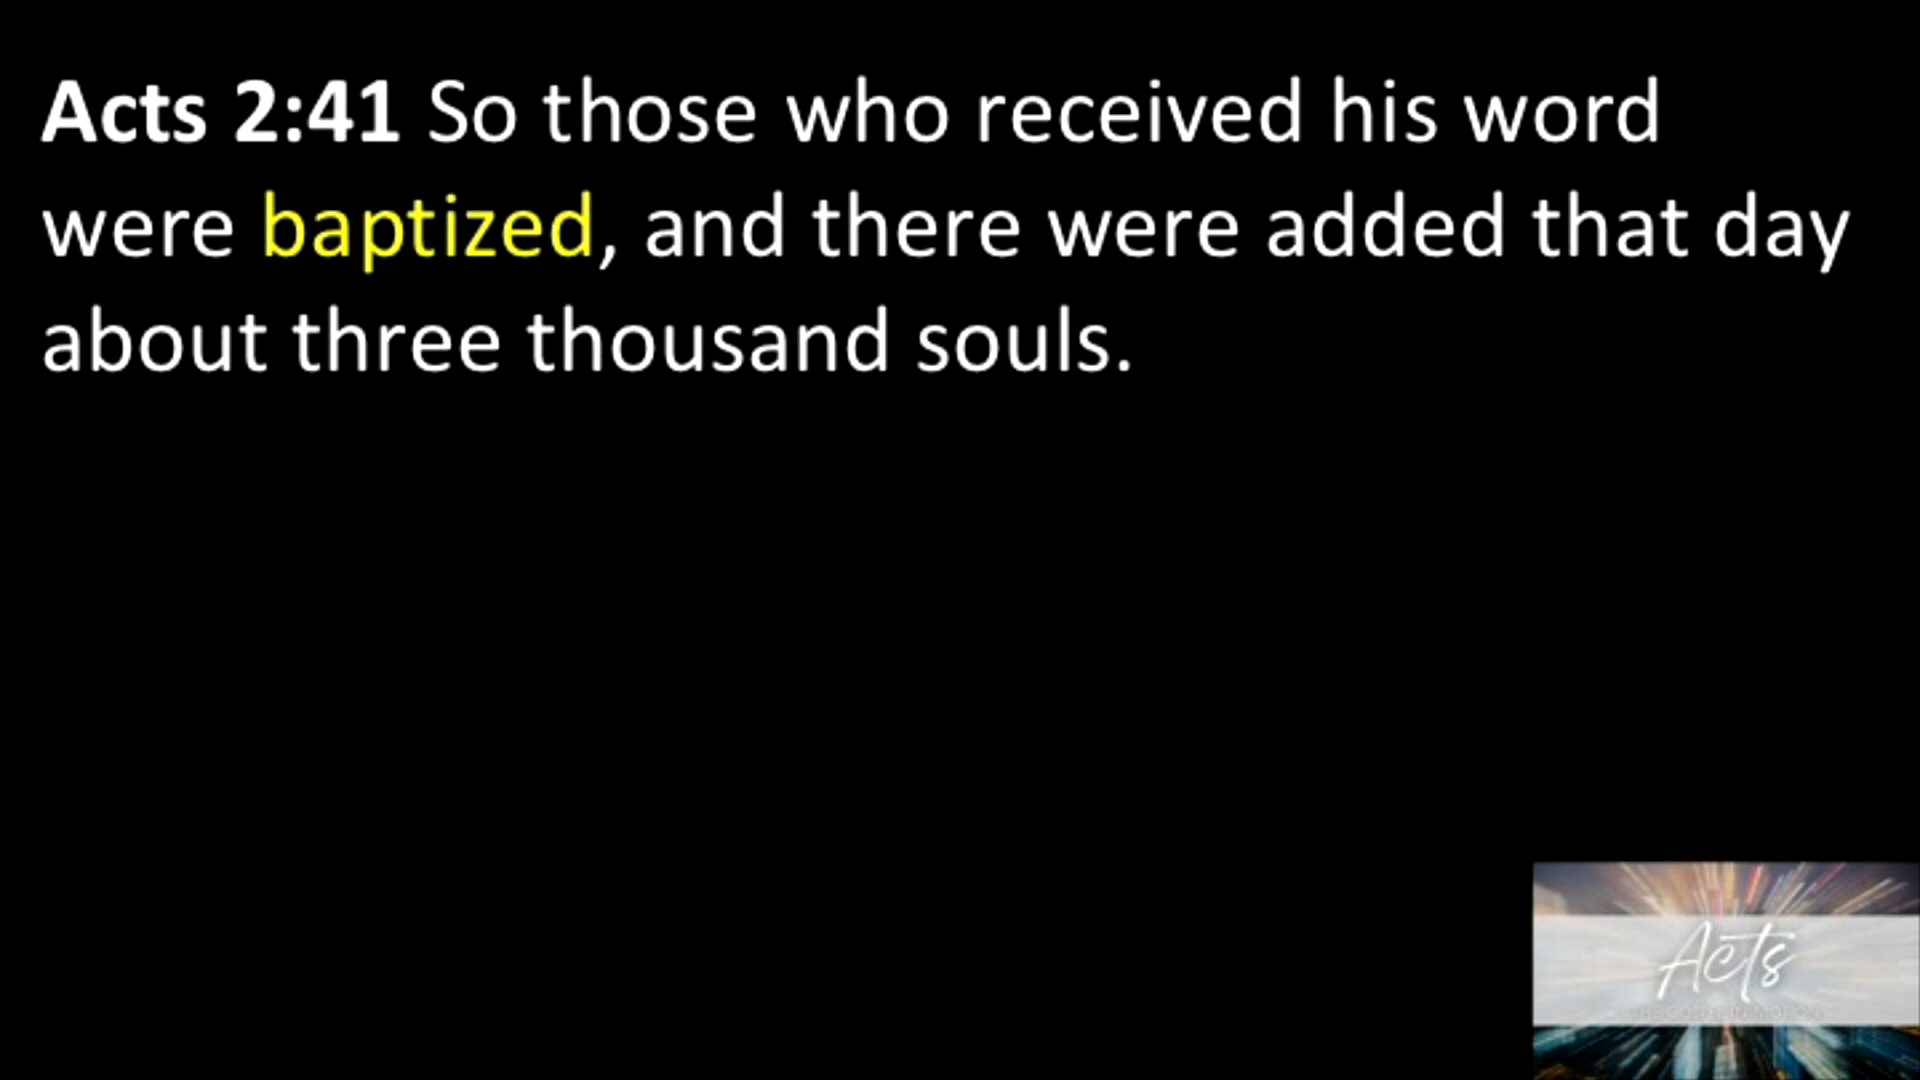 Acts 2:41 So those who received his word
were baptized, and there were added that day
about three thousand souls.
Acts